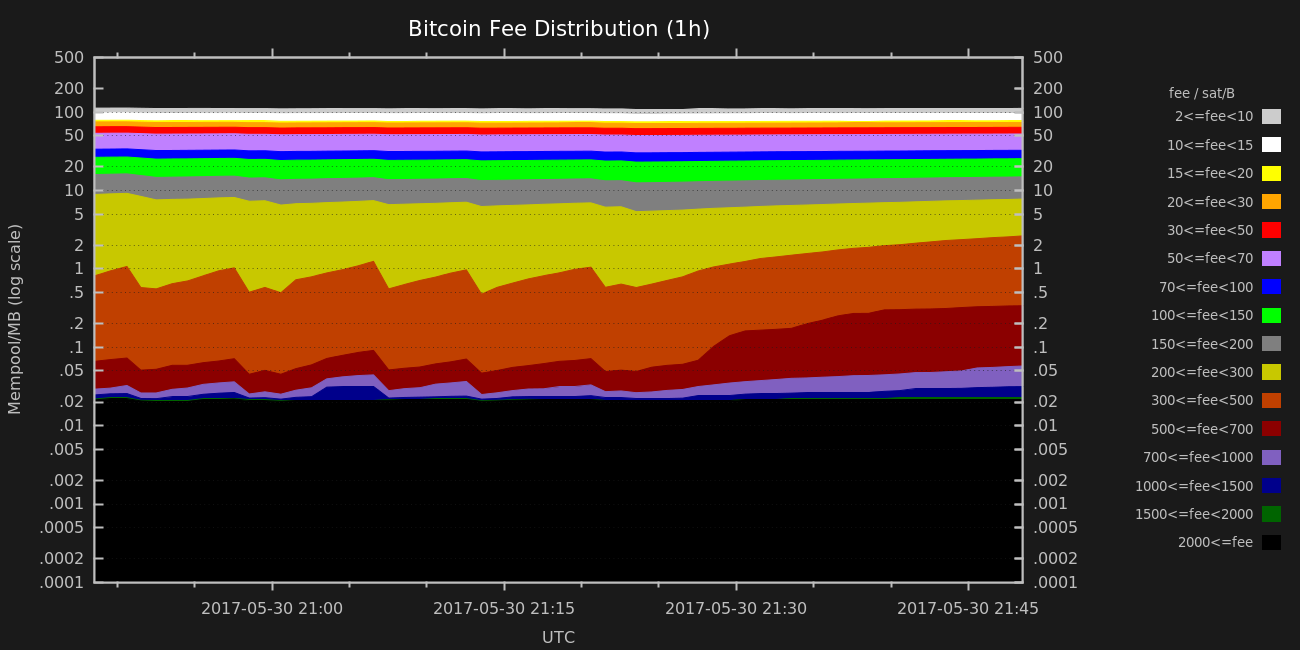 Bitcoin Fee Distribution (1h)
Mempool/MB (log scale)
500
200
100
50
20
10
5
2
1
.5
.2
.1
.05
.02
.01
.005
.002
.001
.0005
.0002
.0001
500
200
100
50
20
10
5
2
1
.5
.2
.1
.05
.02
.01
.005
.002
.001
.0005
.0002
.0001
2017-05-30 21:00
2017-05-30 21:15
2017-05-30 21:30
2017-05-30 21:45
UTC
fee / sat/B
2<=fee<10
10<=fee<15
15<=fee<20
20<=fee<30
30<=fee<50
50<=fee<70
70<=fee<100
100<=fee<150
150<=fee<200
200<=fee<300
300<=fee<500
500<=fee<700
700<=fee<1000
1000<=fee<1500
1500<=fee<2000
2000<=fee